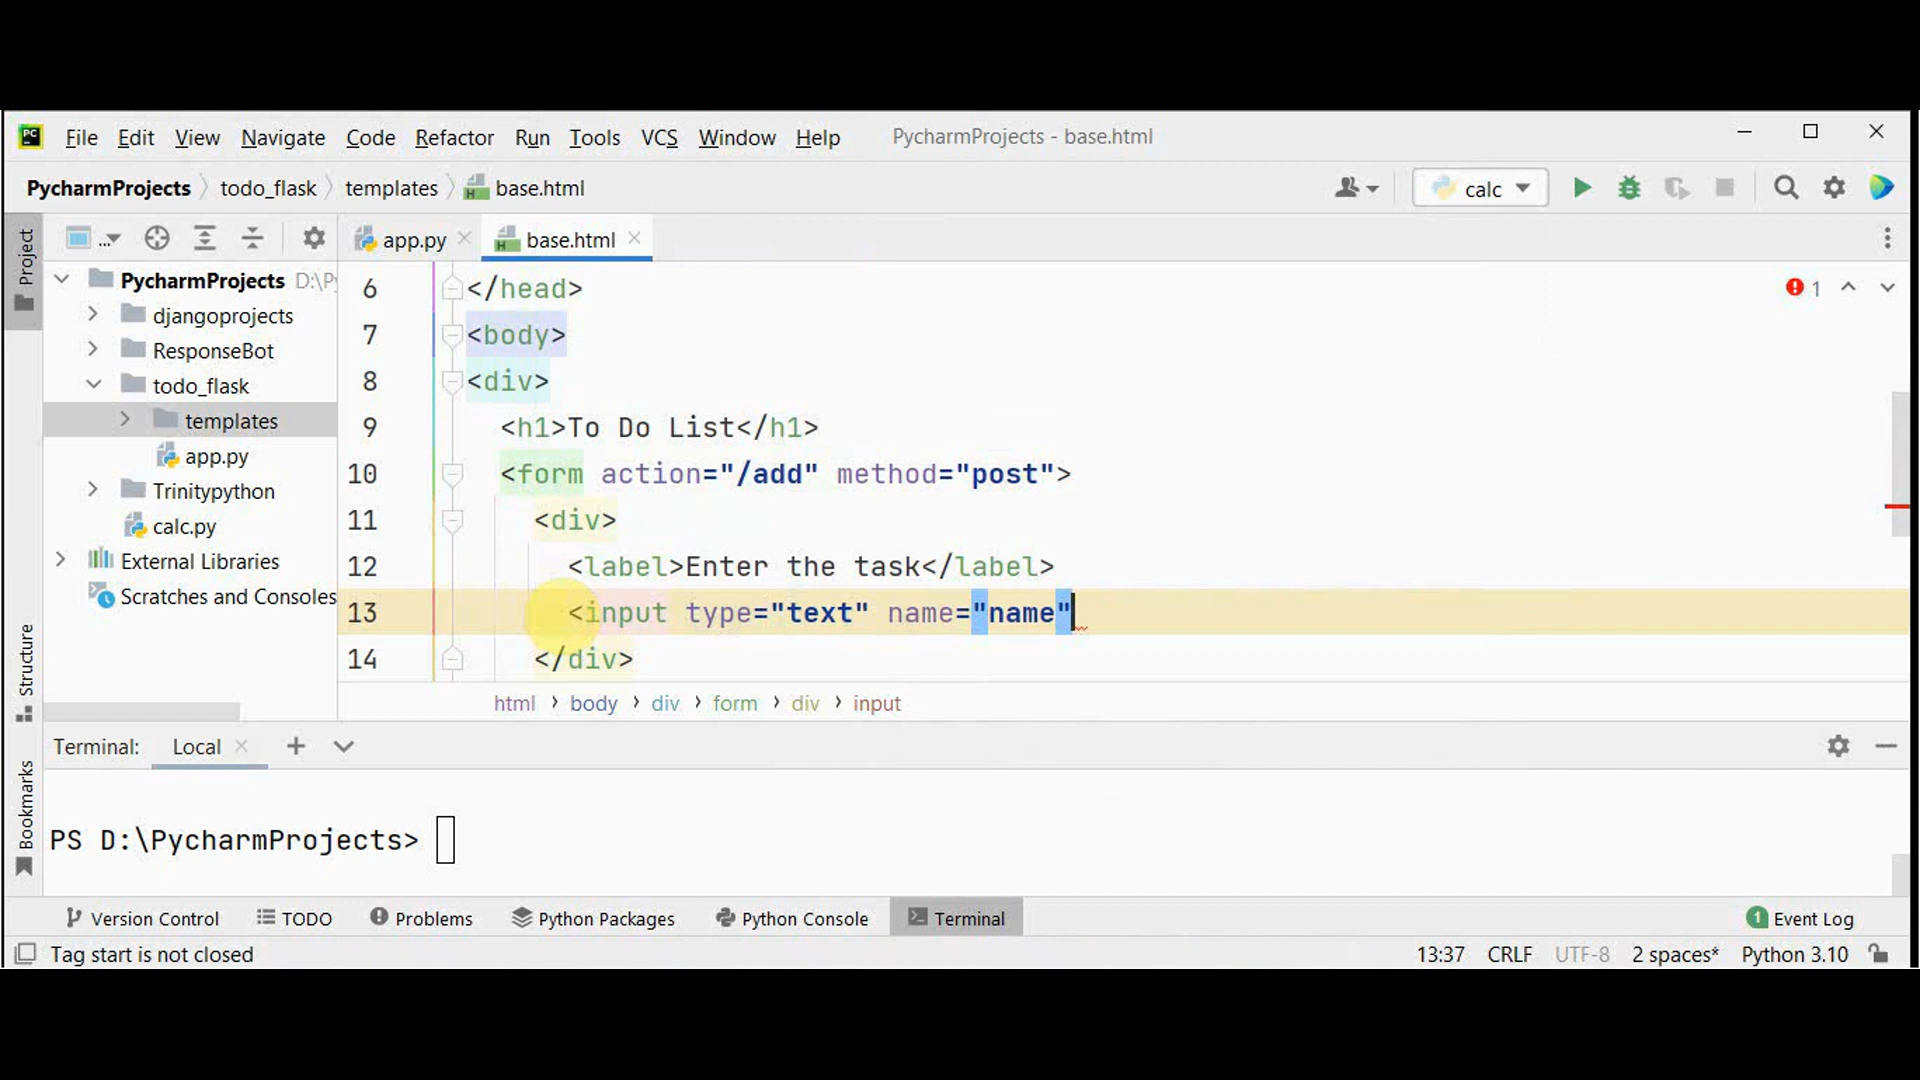 PC File Edit View Navigate Code Refactor Run Tools VCS Window Help PycharmProjects - base.html
PycharmProjects todo_flask templates base.html calc
Project ... app.py base.html
PycharmProjects D:\Py
djangoprojects
ResponseBot
todo_flask
templates
app.py
Trinitypython
calc.py
External Libraries
Scratches and Consoles
6 </head>
7 <body>
8 <div>
9 <h1>To Do List</h1>
10 <form action="/add" method="post">
11 <div>
12 <label>Enter the task</label>
13 <input type="text" name="name"
14 </div>
1
html body div form div input
Structure
Bookmarks
Terminal: Local
PS D:\PycharmProjects>
Version Control TODO Problems Python Packages Python Console Terminal 1 Event Log
Tag start is not closed 13:37 CRLF UTF-8 2 spaces* Python 3.10